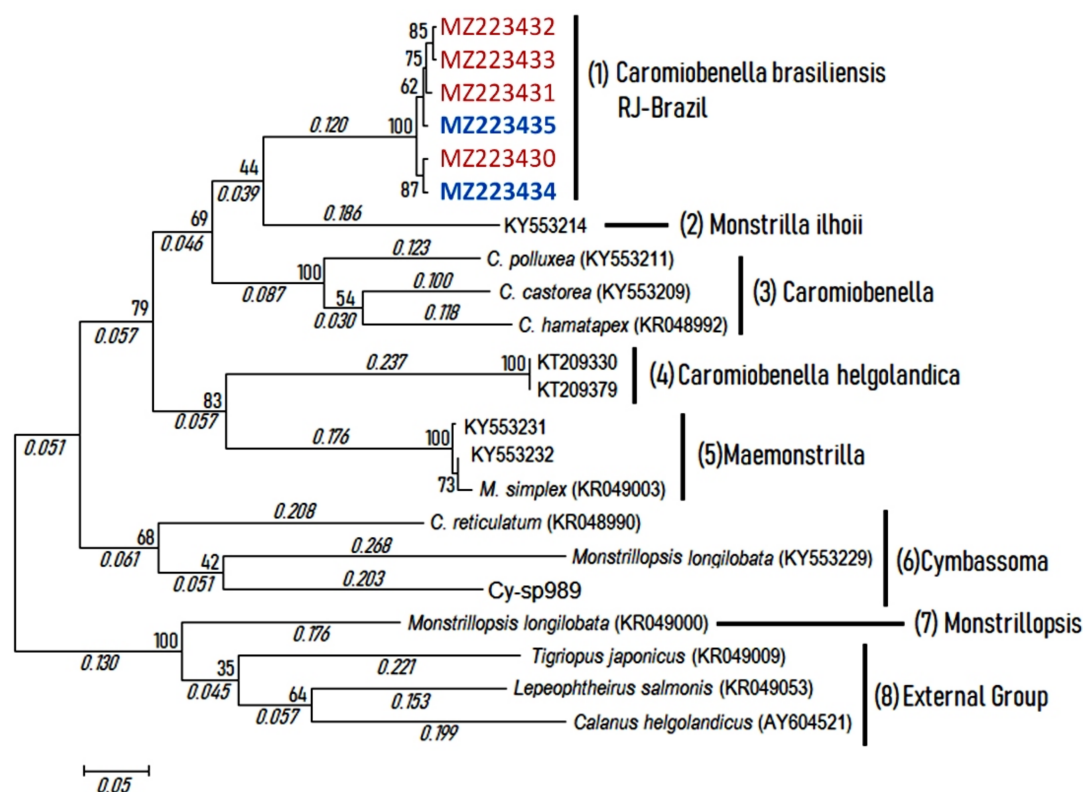 85
MZ223432
75
MZ223433
62
MZ223431
(1) Caromiobenella brasiliensis
RJ-Brazil
0.120
100
MZ223435
44
MZ223430
0.039
87
MZ223434
69
0.186
KY553214
(2) Monstrilla ilhoii
0.046
0.123
C. polluxea (KY553211)
100
0.087
0.100
C. castorea (KY553209)
(3) Caromiobenella
54
0.030
0.118
C. hamatapex (KR048992)
79
0.057
0.237
100
KT209330
KT209379
(4) Caromiobenella helgolandica
83
0.057
0.176
100
KY553231
KY553232
(5)Maemonstrilla
73
M. simplex (KR049003)
0.051
0.208
C. reticulatum (KR048990)
68
0.061
0.268
Monstrillopsis longilobata (KY553229)
(6)Cymbassoma
42
0.051
0.203
Cy-sp989
Monstrillopsis longilobata (KR049000)
(7) Monstrillopsis
100
0.176
0.130
35
Tigriopus japonicus (KR049009)
0.045
0.221
Lepeophtheirus salmonis (KR049053)
(8) External Group
64
0.057
0.153
Calanus helgolandicus (AY604521)
0.199
0.05